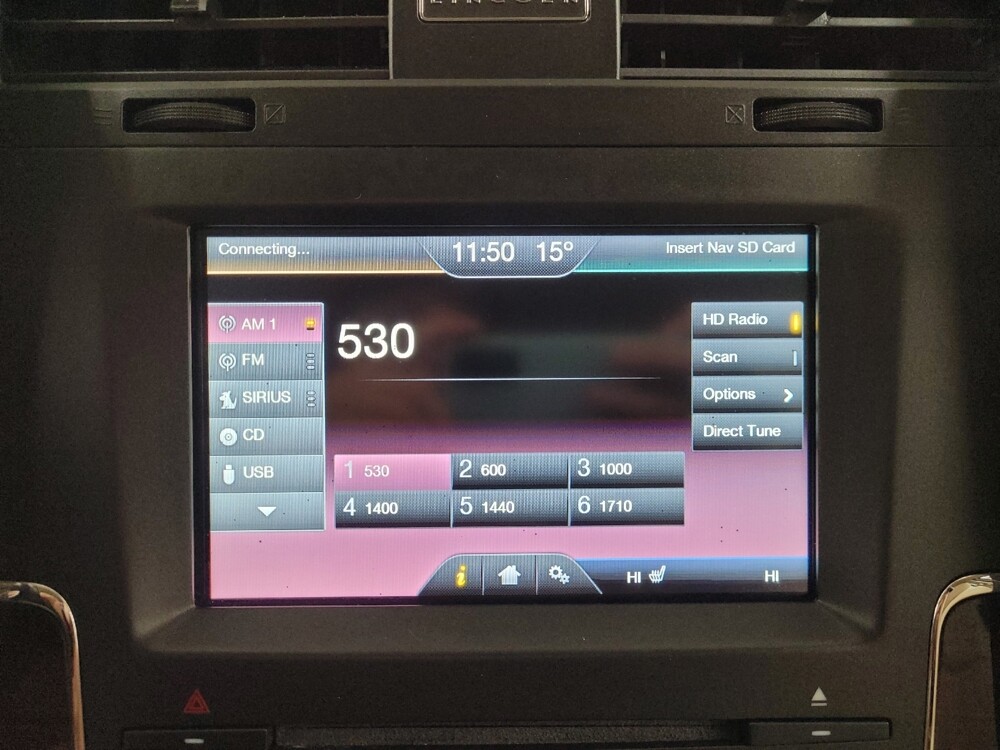 LINCOLN
Connecting... 11:50 15° Insert Nav SD Card
AM 1
FM
SIRIUS
CD
USB
530
HD Radio
Scan
Options
Direct Tune
1 530 2 600 3 1000
4 1400 5 1440 6 1710
i HI HI